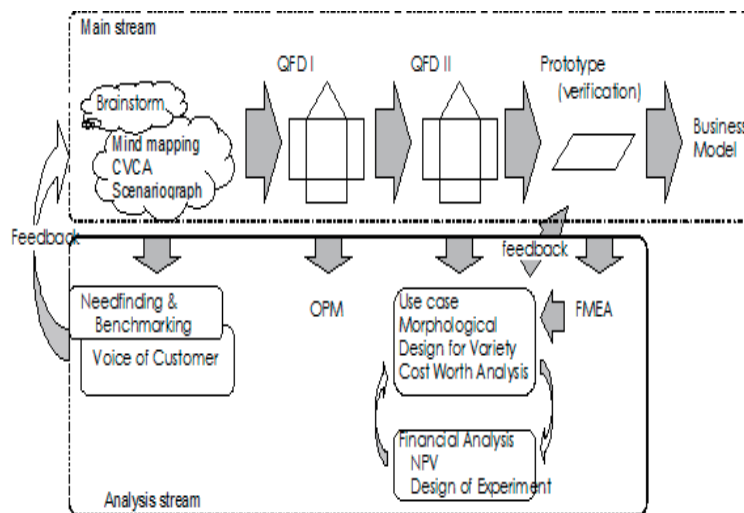 Main stream
QFD I
QFD II
Prototype
(verification)
Brainstorm
Mind mapping
CVCA
Scenariograph
Business
Model
Feedback
feedback
Needfinding &
Benchmarking
Voice of Customer
OPM
Use case
Morphological
Design for Variety
Cost Worth Analysis
FMEA
Financial Analysis
NPV
Design of Experiment
Analysis stream